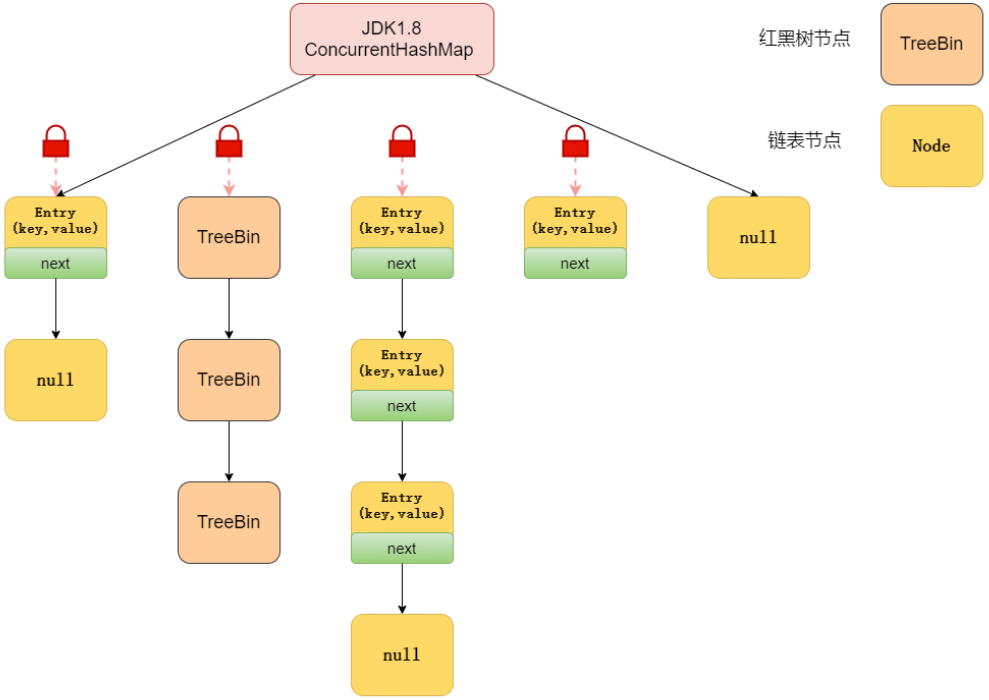 JDK1.8
ConcurrentHashMap
红黑树节点
TreeBin
链表节点
Node
Entry
(key,value)
next
TreeBin
Entry
(key,value)
next
Entry
(key,value)
next
null
null
TreeBin
Entry
(key,value)
next
TreeBin
Entry
(key,value)
next
null